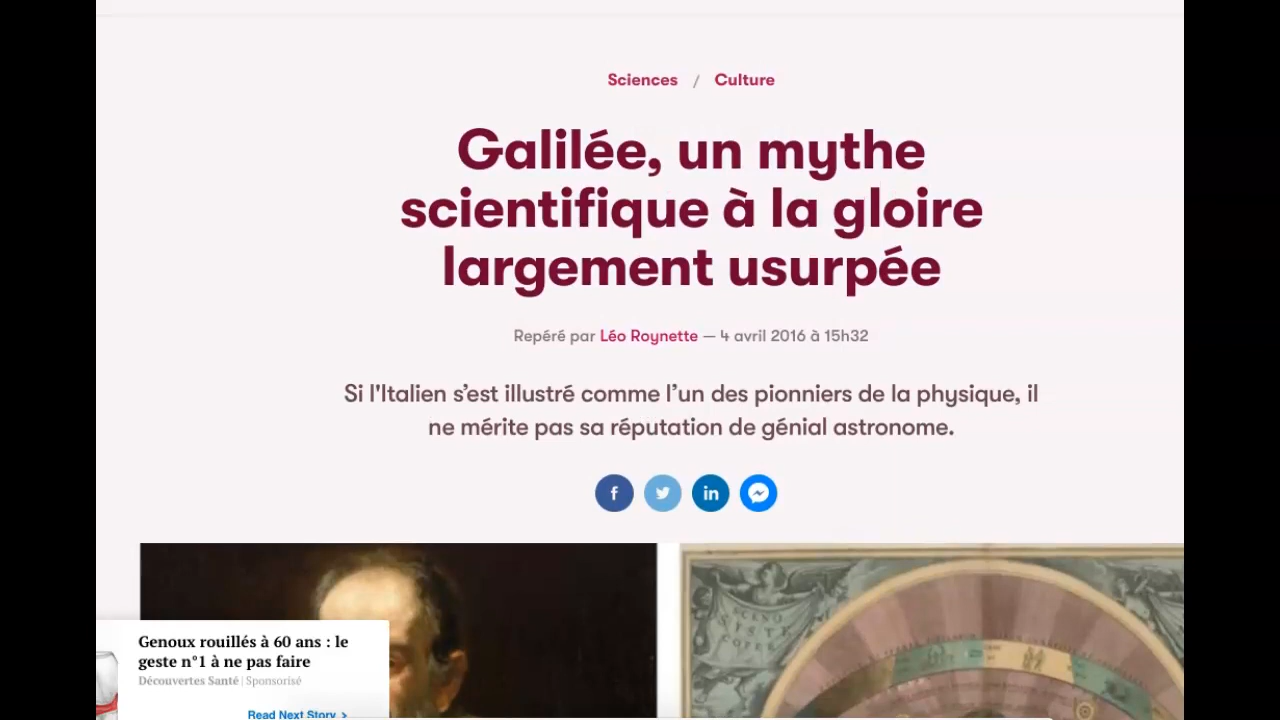 Sciences / Culture
Galilée, un mythe
scientifique à la gloire
largement usurpée
Repéré par Léo Roynette — 4 avril 2016 à 15h32
Si l'Italien s’est illustré comme l’un des pionniers de la physique, il
ne mérite pas sa réputation de génial astronome.
f
in
Genoux rouillés à 60 ans : le
geste n°1 à ne pas faire
Découvertes Santé | Sponsorisé
Read Next Story >